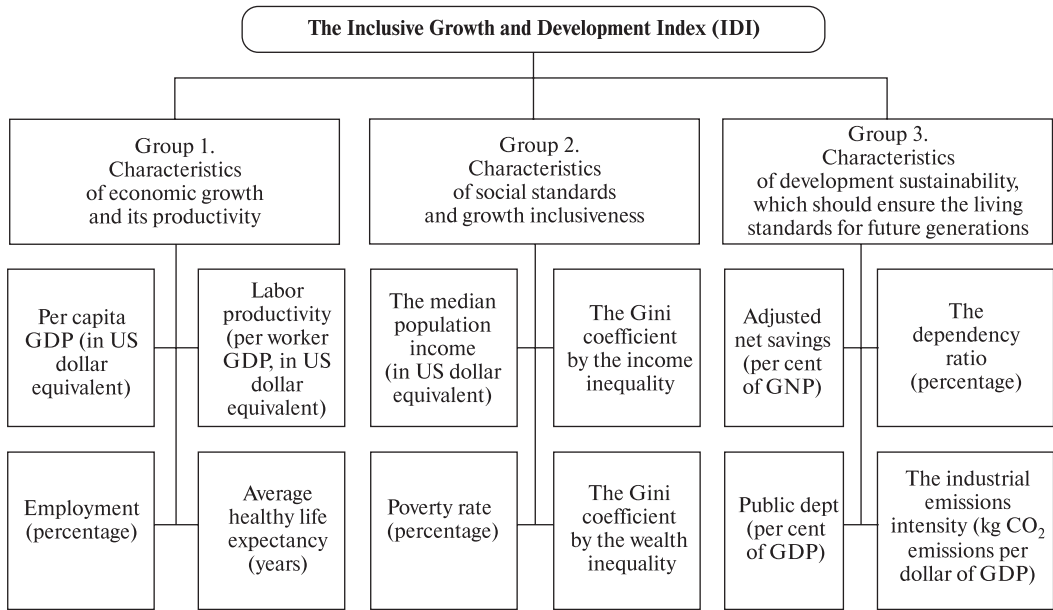 The Inclusive Growth and Development Index (IDI)
Group 1.
Characteristics
of economic growth
and its productivity
Group 2.
Characteristics
of social standards
and growth inclusiveness
Group 3.
Characteristics
of development sustainability,
which should ensure the living
standards for future generations
Per capita
GDP (in US
dollar
equivalent)
Labor
productivity
(per worker
GDP, in US
dollar
equivalent)
The median
population
income
(in US dollar
equivalent)
The Gini
coefficient
by the income
inequality
Adjusted
net savings
(per cent
of GNP)
The
dependency
ratio
(percentage)
Employment
(percentage)
Average
healthy life
expectancy
(years)
Poverty rate
(percentage)
The Gini
coefficient
by the wealth
inequality
Public dept
(per cent
of GDP)
The industrial
emissions
intensity (kg CO₂
emissions per
dollar of GDP)